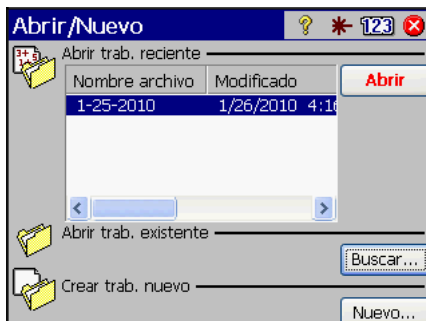 Abrir/Nuevo ? 123
Abrir trab. reciente
Nombre archivo Modificado
Abrir
1-25-2010 1/26/2010 4:16
Abrir trab. existente
Buscar...
Crear trab. nuevo
Nuevo...